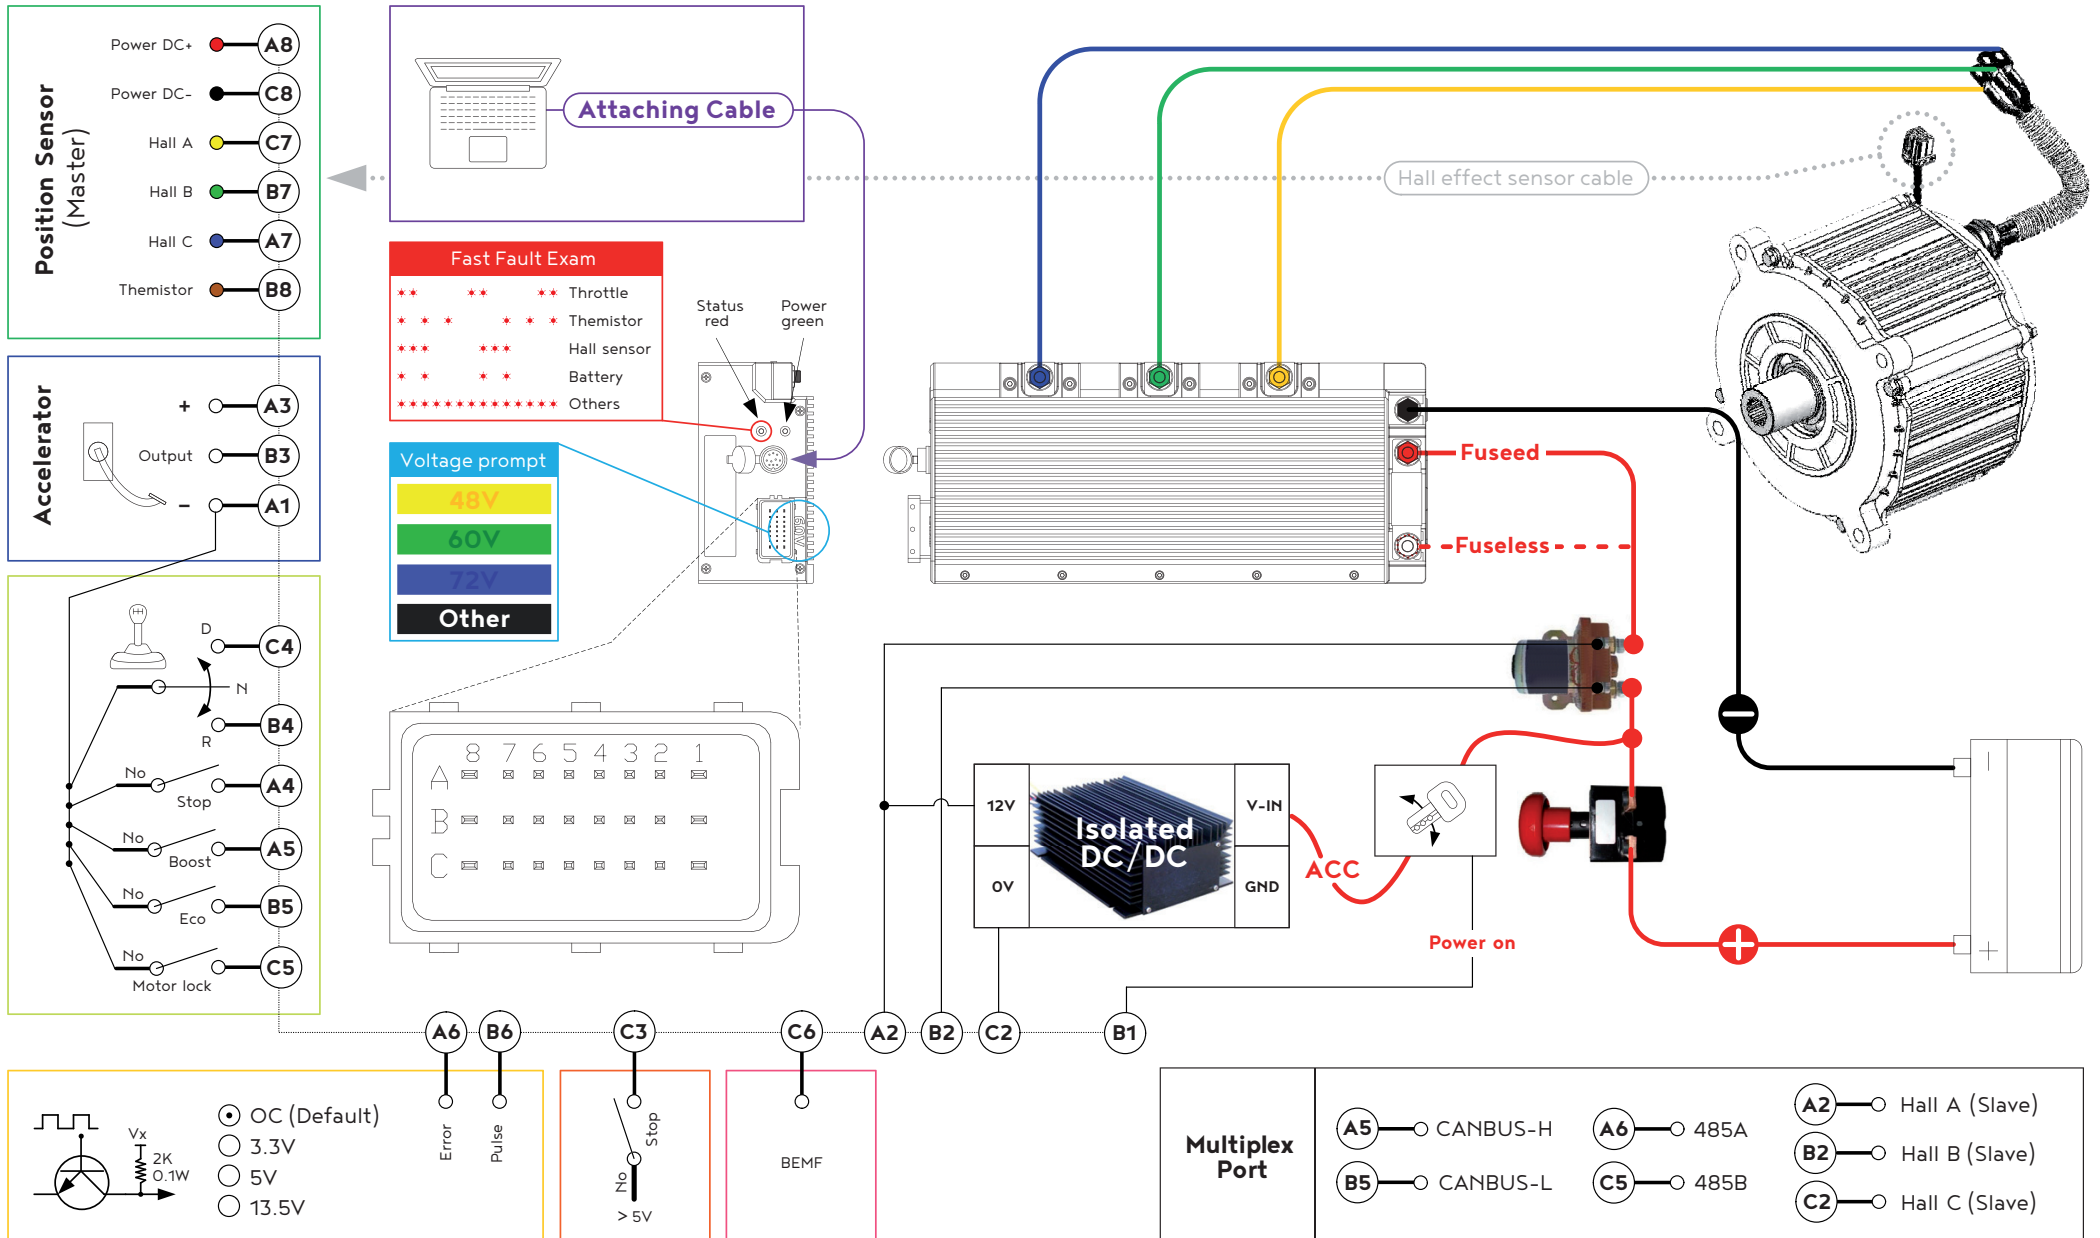 Position Sensor
(Master)
Power DC+ A8
Power DC- C8
Hall A C7
Hall B B7
Hall C A7
Themistor B8
Attaching Cable
Hall effect sensor cable
Fast Fault Exam
Throttle
Themistor
Hall sensor
Battery
Others
Status
red
Power
green
Voltage prompt
48V
60V
72V
Other
60V
Accelerator
+ A3
Output B3
- A1
D C4
N
R B4
No Stop A4
No Boost A5
No Eco B5
No Motor lock C5
8 7 6 5 4 3 2 1
A
B
C
Fuseed
Fuseless
12V
0V
Isolated
DC/DC
V-IN
GND
ACC
Power on
-
+
A6 B6 C3 C6 A2 B2 C2 B1
Vx
2K
0.1W
OC (Default)
3.3V
5V
13.5V
Error
Pulse
Stop
No
> 5V
BEMF
Multiplex
Port
A5 CANBUS-H
B5 CANBUS-L
A6 485A
C5 485B
A2 Hall A (Slave)
B2 Hall B (Slave)
C2 Hall C (Slave)